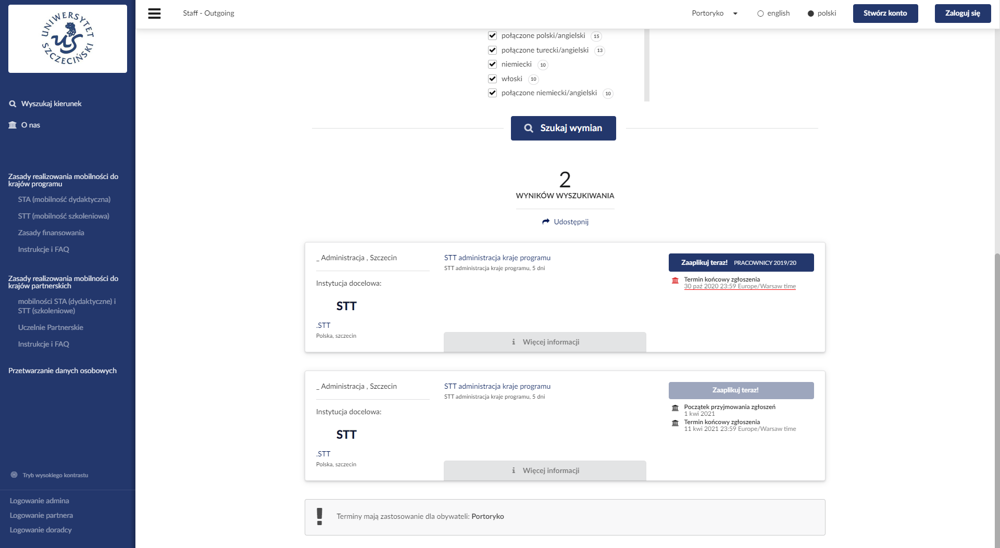 UNIWERSYTET SZCZECIŃSKI
US
Wyszukaj kierunek
O nas
Zasady realizowania mobilności do
krajów programu
STA (mobilność dydaktyczna)
STT (mobilność szkoleniowa)
Zasady finansowania
Instrukcje i FAQ
Zasady realizowania mobilności do
krajów partnerskich
mobilności STA (dydaktyczne) i
STT (szkoleniowe)
Uczelnie Partnerskie
Instrukcje i FAQ
Przetwarzanie danych osobowych
Tryb wysokiego kontrastu
Logowanie admina
Logowanie partnera
Logowanie doradcy
Staff - Outgoing
Portoryko
english
polski
Stwórz konto
Zaloguj się
połączone polski/angielski 15
połączone turecki/angielski 13
niemiecki 10
włoski 10
połączone niemiecki/angielski 10
Szukaj wymian
2
WYNIKÓW WYSZUKIWANIA
Udostępnij
_ Administracja , Szczecin
Instytucja docelowa:
STT
.STT
Polska, szczecin
STT administracja kraje programu
STT administracja kraje programu, 5 dni
Więcej informacji
Zaaplikuj teraz! PRACOWNICY 2019/20
Termin końcowy zgłoszenia
30 paź 2020 23:59 Europe/Warsaw time
_ Administracja , Szczecin
Instytucja docelowa:
STT
.STT
Polska, szczecin
STT administracja kraje programu
STT administracja kraje programu, 5 dni
Więcej informacji
Zaaplikuj teraz!
Początek przyjmowania zgłoszeń
1 kwi 2021
Termin końcowy zgłoszenia
11 kwi 2021 23:59 Europe/Warsaw time
Terminy mają zastosowanie dla obywateli: Portoryko